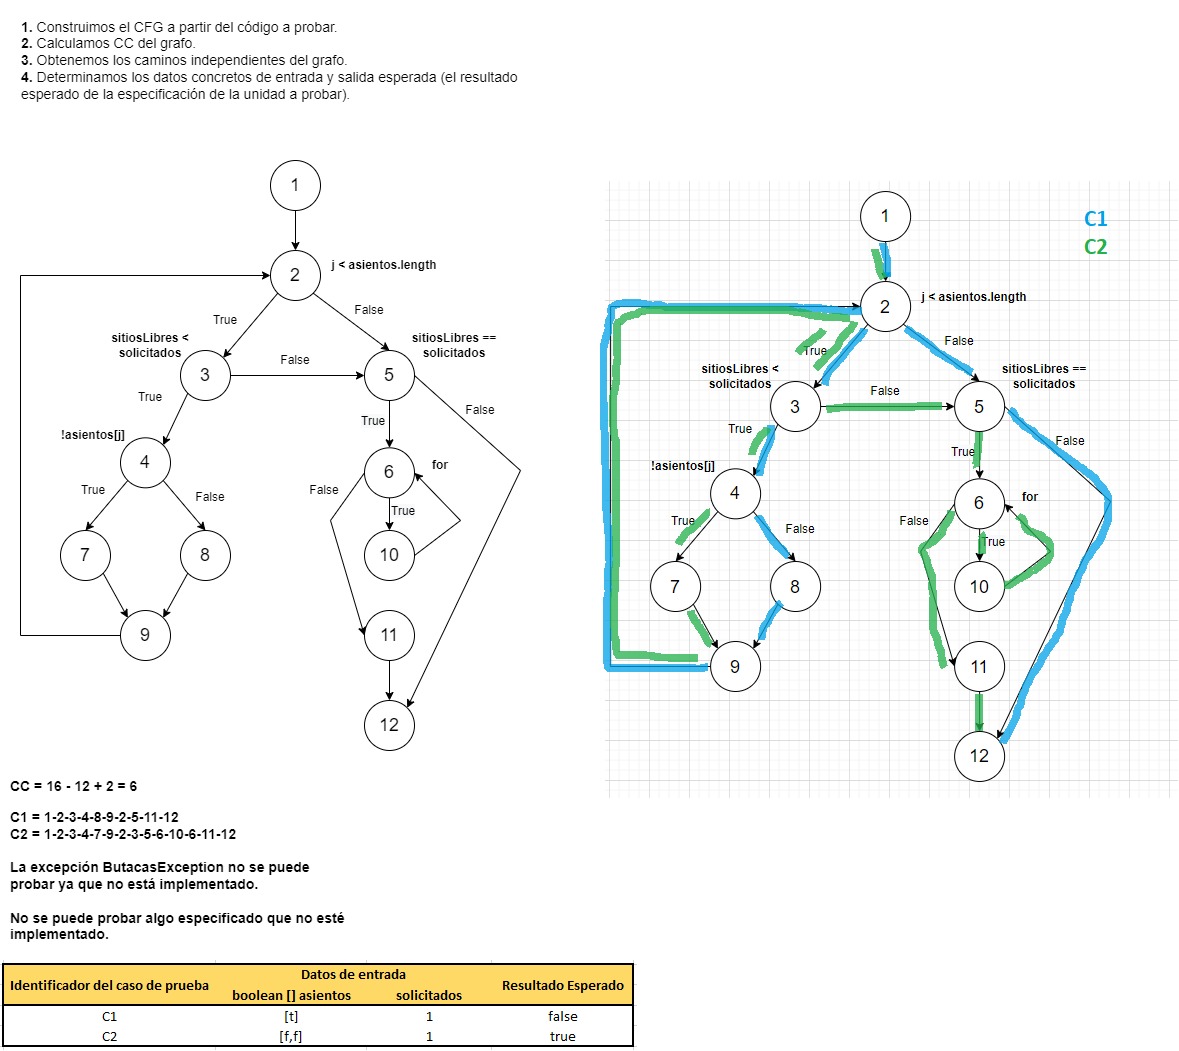 1. Construimos el CFG a partir del código a probar.
2. Calculamos CC del grafo.
3. Obtenemos los caminos independientes del grafo.
4. Determinamos los datos concretos de entrada y salida esperada (el resultado
esperado de la especificación de la unidad a probar).
1
2
j < asientos.length
True
False
sitiosLibres <
solicitados
sitiosLibres ==
solicitados
3
False
5
True
False
!asientos[j]
True
4
6
for
True
False
False
True
7
8
10
9
11
12
C1
C2
1
2
j < asientos.length
True
False
sitiosLibres <
solicitados
sitiosLibres ==
solicitados
3
False
5
True
False
!asientos[j]
True
4
6
for
True
False
False
True
7
8
10
9
11
12
CC = 16 - 12 + 2 = 6
C1 = 1-2-3-4-8-9-2-5-11-12
C2 = 1-2-3-4-7-9-2-3-5-6-10-6-11-12
La excepción ButacasException no se puede
probar ya que no está implementado.
No se puede probar algo especificado que no esté
implementado.
Identificador del caso de prueba Datos de entrada Resultado Esperado
boolean [] asientos solicitados
C1 [t] 1 false
C2 [f,f] 1 true